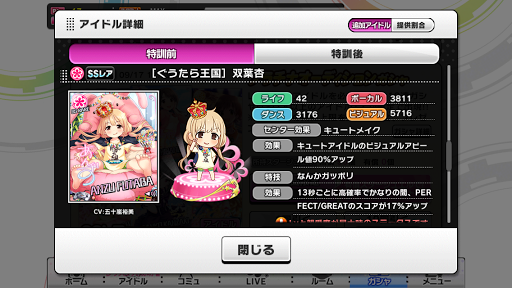 アイドル詳細
追加アイドル
提供割合
特訓前
特訓後
SSレア
[ぐうたら王国] 双葉杏
ライフ 42
ボーカル 3811
ダンス 3176
ビジュアル 5716
センター効果 キュートメイク
効果 キュートアイドルのビジュアルアピール値90%アップ
特技 なんかガッポリ
効果 13秒ごとに高確率でかなりの間、PER
FECT/GREATのスコアが17%アップ
ANZU FUTABA
CV:五十嵐裕美
閉じる
ホーム
アイドル
コミュ
LIVE
ルーム
ガシャ
メニュー